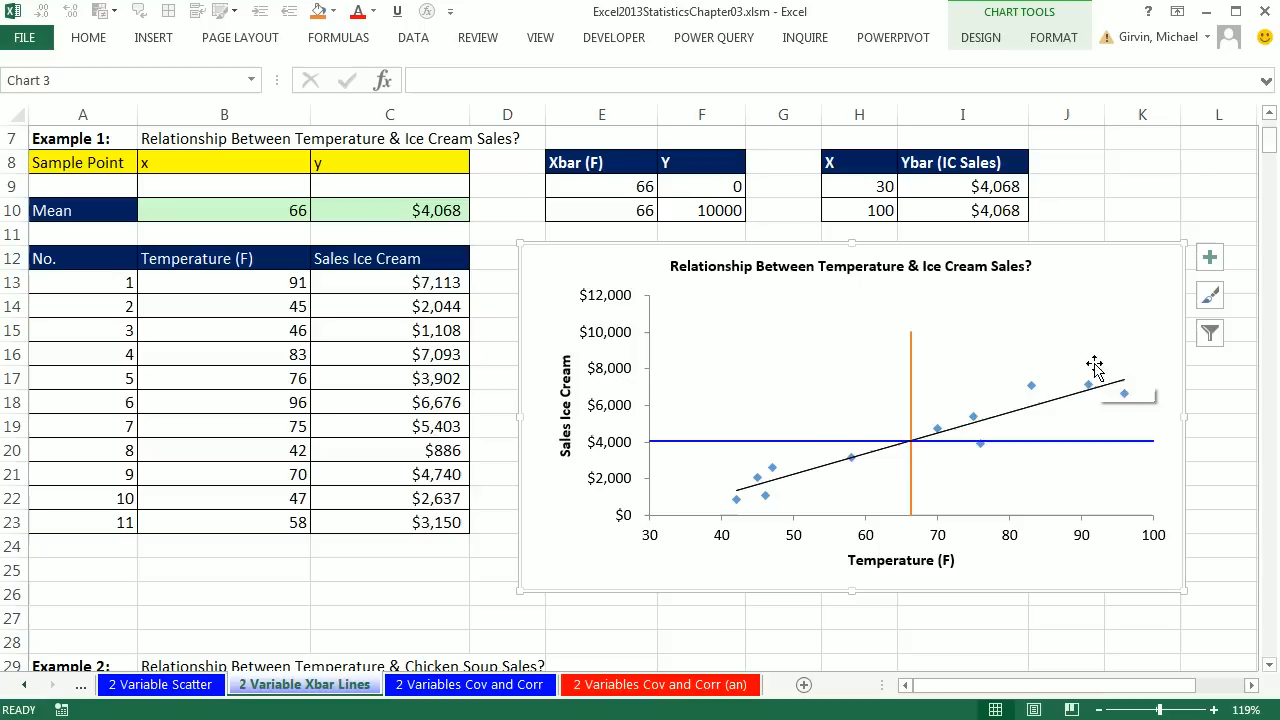 Excel2013StatisticsChapter03.xlsm - Excel
CHART TOOLS
FILE HOME INSERT PAGE LAYOUT FORMULAS DATA REVIEW VIEW DEVELOPER POWER QUERY INQUIRE POWERPIVOT DESIGN FORMAT Girvin, Michael
Chart 3
A B C D E F G H I J K L
7 Example 1: Relationship Between Temperature & Ice Cream Sales?
8 Sample Point x y Xbar (F) Y X Ybar (IC Sales)
9 66 0 30 $4,068
10 Mean 66 $4,068 66 10000 100 $4,068
11
12 No. Temperature (F) Sales Ice Cream
13 1 91 $7,113
14 2 45 $2,044
15 3 46 $1,108
16 4 83 $7,093
17 5 76 $3,902
18 6 96 $6,676
19 7 75 $5,403
20 8 42 $886
21 9 70 $4,740
22 10 47 $2,637
23 11 58 $3,150
24
25
26
27
28
29 Example 2: Relationship Between Temperature & Chicken Soup Sales?
Relationship Between Temperature & Ice Cream Sales?
$12,000
$10,000
$8,000
$6,000
$4,000
$2,000
$0
Sales Ice Cream
30 40 50 60 70 80 90 100
Temperature (F)
... 2 Variable Scatter 2 Variable Xbar Lines 2 Variables Cov and Corr 2 Variables Cov and Corr (an)
READY 119%